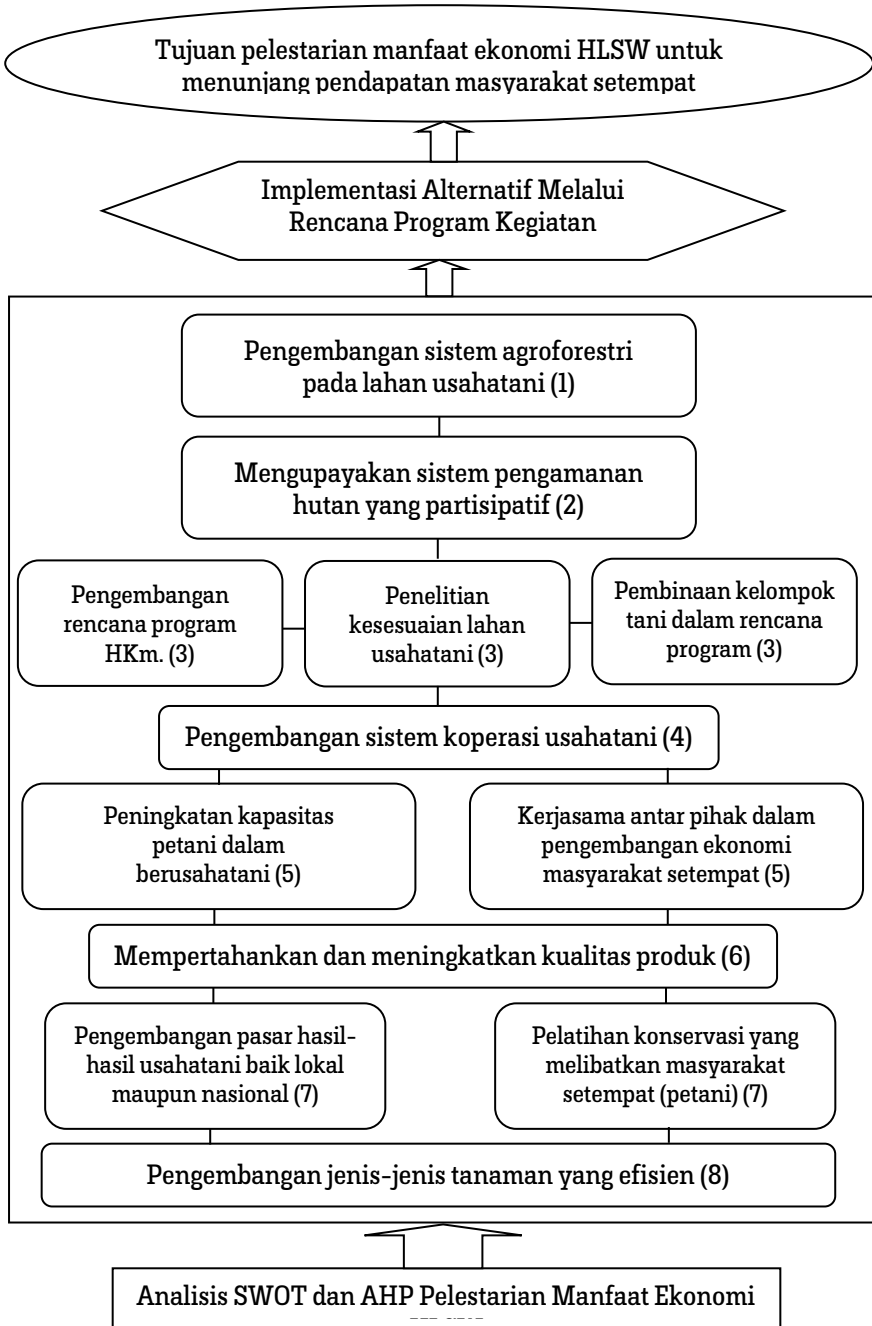 Tujuan pelestarian manfaat ekonomi HLSW untuk
menunjang pendapatan masyarakat setempat
Implementasi Alternatif Melalui
Rencana Program Kegiatan
Pengembangan sistem agroforestri
pada lahan usahatani (1)
Mengupayakan sistem pengamanan
hutan yang partisipatif (2)
Pengembangan
rencana program
HKm. (3)
Penelitian
kesesuaian lahan
usahatani (3)
Pembinaan kelompok
tani dalam rencana
program (3)
Pengembangan sistem koperasi usahatani (4)
Peningkatan kapasitas
petani dalam
berusahatani (5)
Kerjasama antar pihak dalam
pengembangan ekonomi
masyarakat setempat (5)
Mempertahankan dan meningkatkan kualitas produk (6)
Pengembangan pasar hasil-
hasil usahatani baik lokal
maupun nasional (7)
Pelatihan konservasi yang
melibatkan masyarakat
setempat (petani) (7)
Pengembangan jenis-jenis tanaman yang efisien (8)
Analisis SWOT dan AHP Pelestarian Manfaat Ekonomi